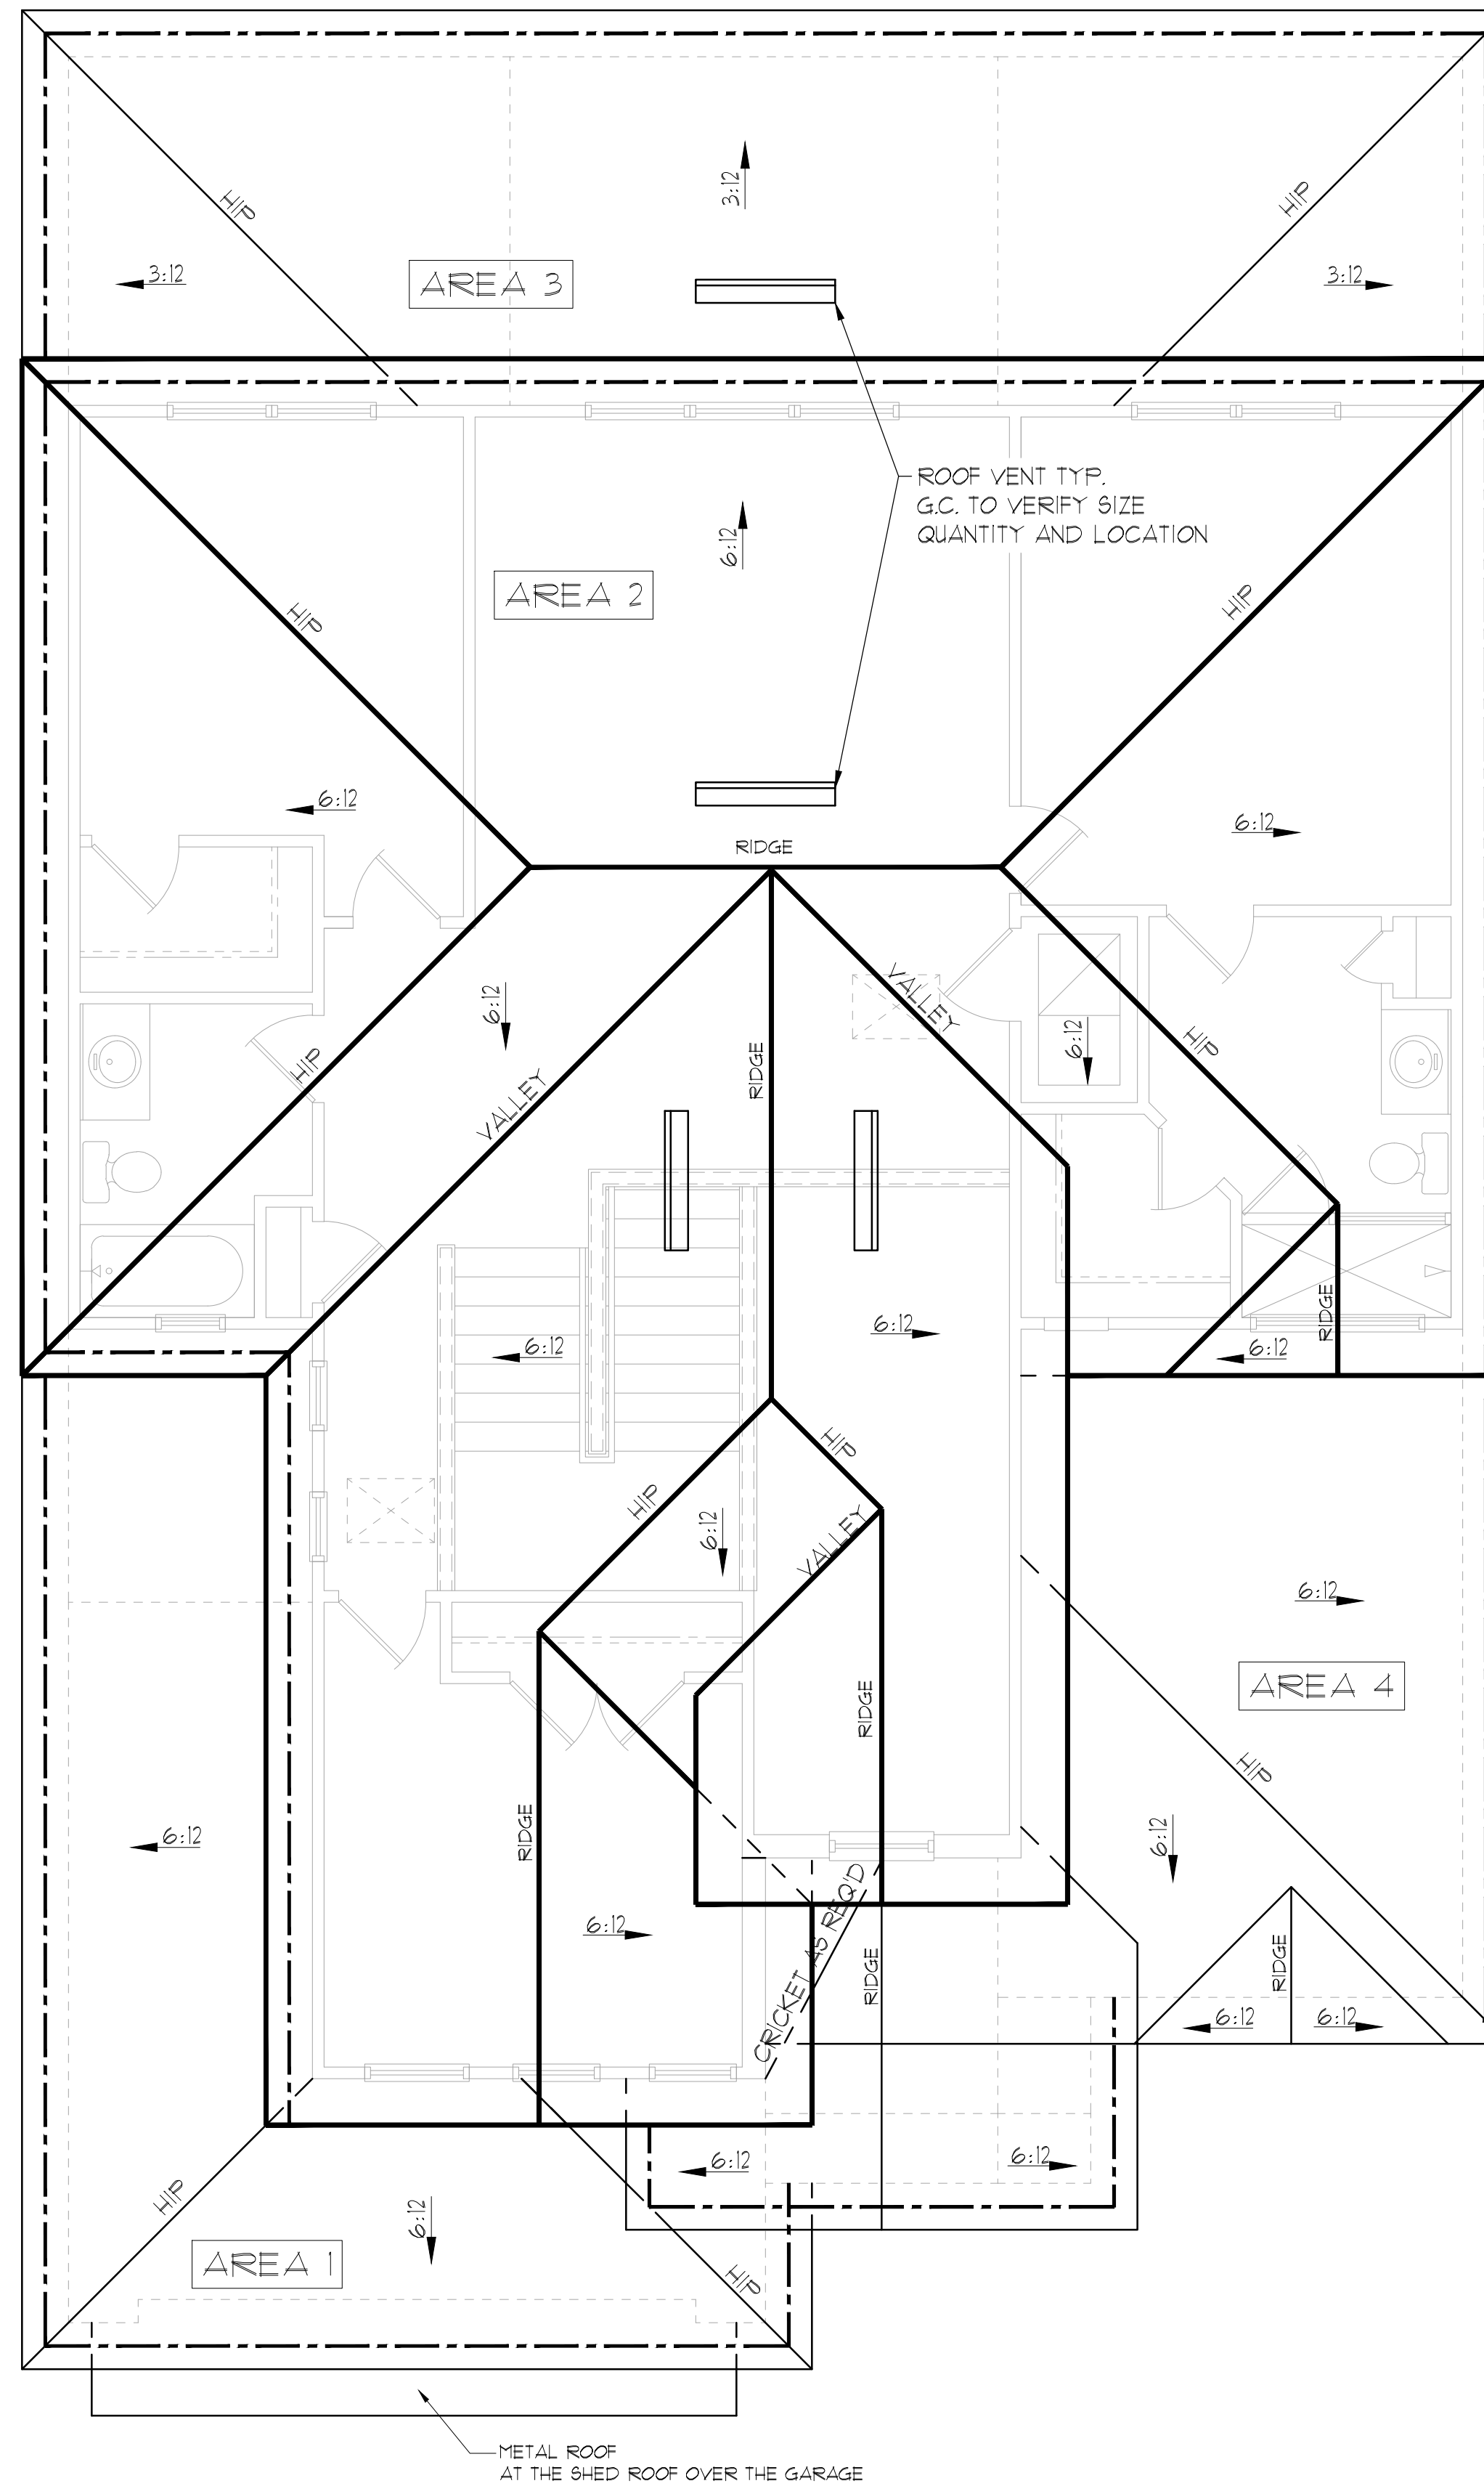 HIP
HIP
3:12
3:12
AREA 3
3:12
ROOF VENT TYP.
G.C. TO VERIFY SIZE
QUANTITY AND LOCATION
6:12
AREA 2
HIP
HIP
6:12
6:12
RIDGE
VALLEY
6:12
6:12
HIP
HIP
RIDGE
VALLEY
6:12
6:12
RIDGE
6:12
HIP
HIP
6:12
VALLEY
6:12
AREA 4
RIDGE
HIP
RIDGE
6:12
6:12
6:12
CRICKET AS REQ'D
RIDGE
RIDGE
6:12
6:12
6:12
6:12
HIP
6:12
AREA 1
HIP
METAL ROOF
AT THE SHED ROOF OVER THE GARAGE